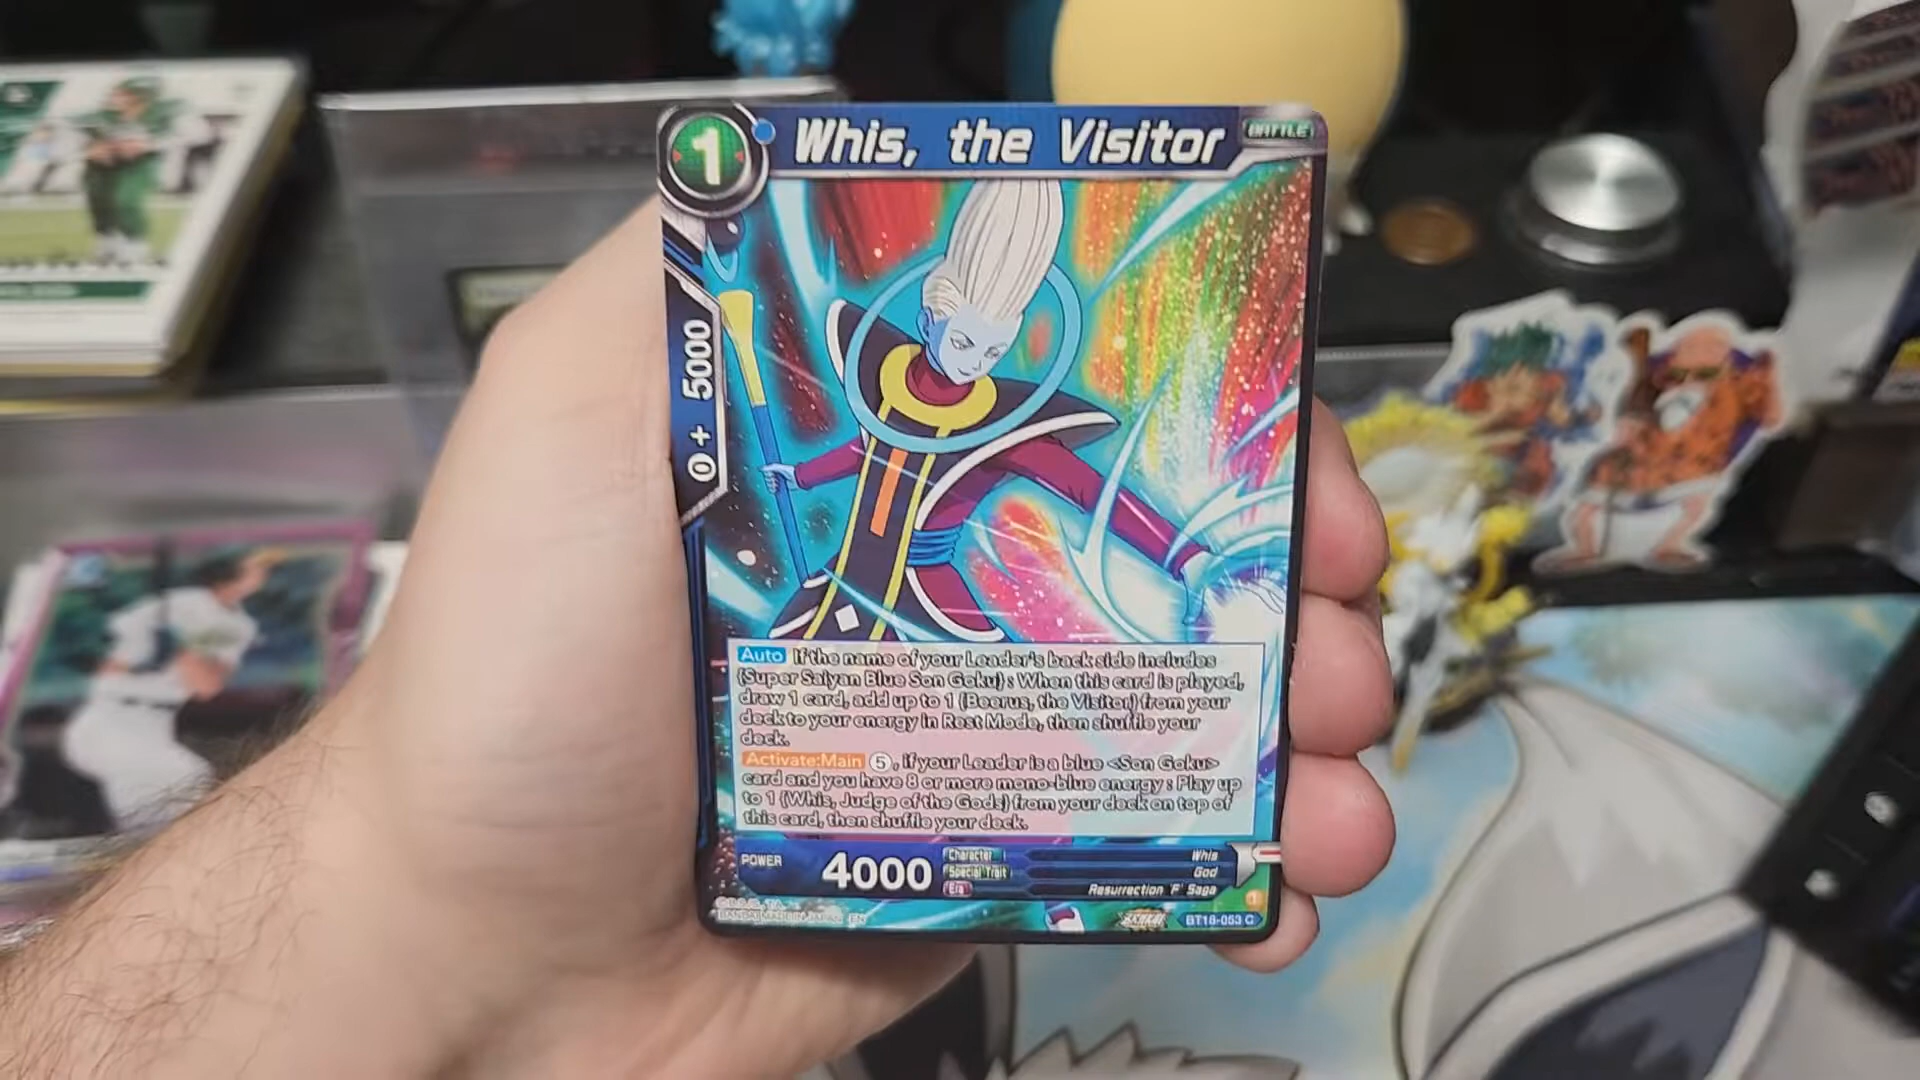 1
Whis, the Visitor
BATTLE
0 + 5000
Auto If the name of your Leader's back side includes
{Super Saiyan Blue Son Goku} : When this card is played,
draw 1 card, add up to 1 {Beerus, the Visitor} from your
deck to your energy in Rest Mode, then shuffle your
deck.
Activate:Main 5, if your Leader is a blue <Son Goku>
card and you have 8 or more mono-blue energy : Play up
to 1 {Whis, Judge of the Gods} from your deck on top of
this card, then shuffle your deck.
POWER 4000
Character Whis
Special Trait God
Era Resurrection 'F' Saga
BT18-053 C